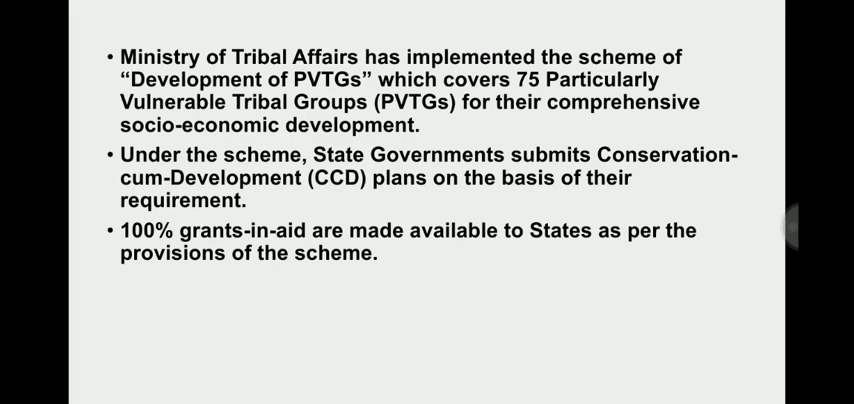 • Ministry of Tribal Affairs has implemented the scheme of
“Development of PVTGs” which covers 75 Particularly
Vulnerable Tribal Groups (PVTGs) for their comprehensive
socio-economic development.
• Under the scheme, State Governments submits Conservation-
cum-Development (CCD) plans on the basis of their
requirement.
• 100% grants-in-aid are made available to States as per the
provisions of the scheme.